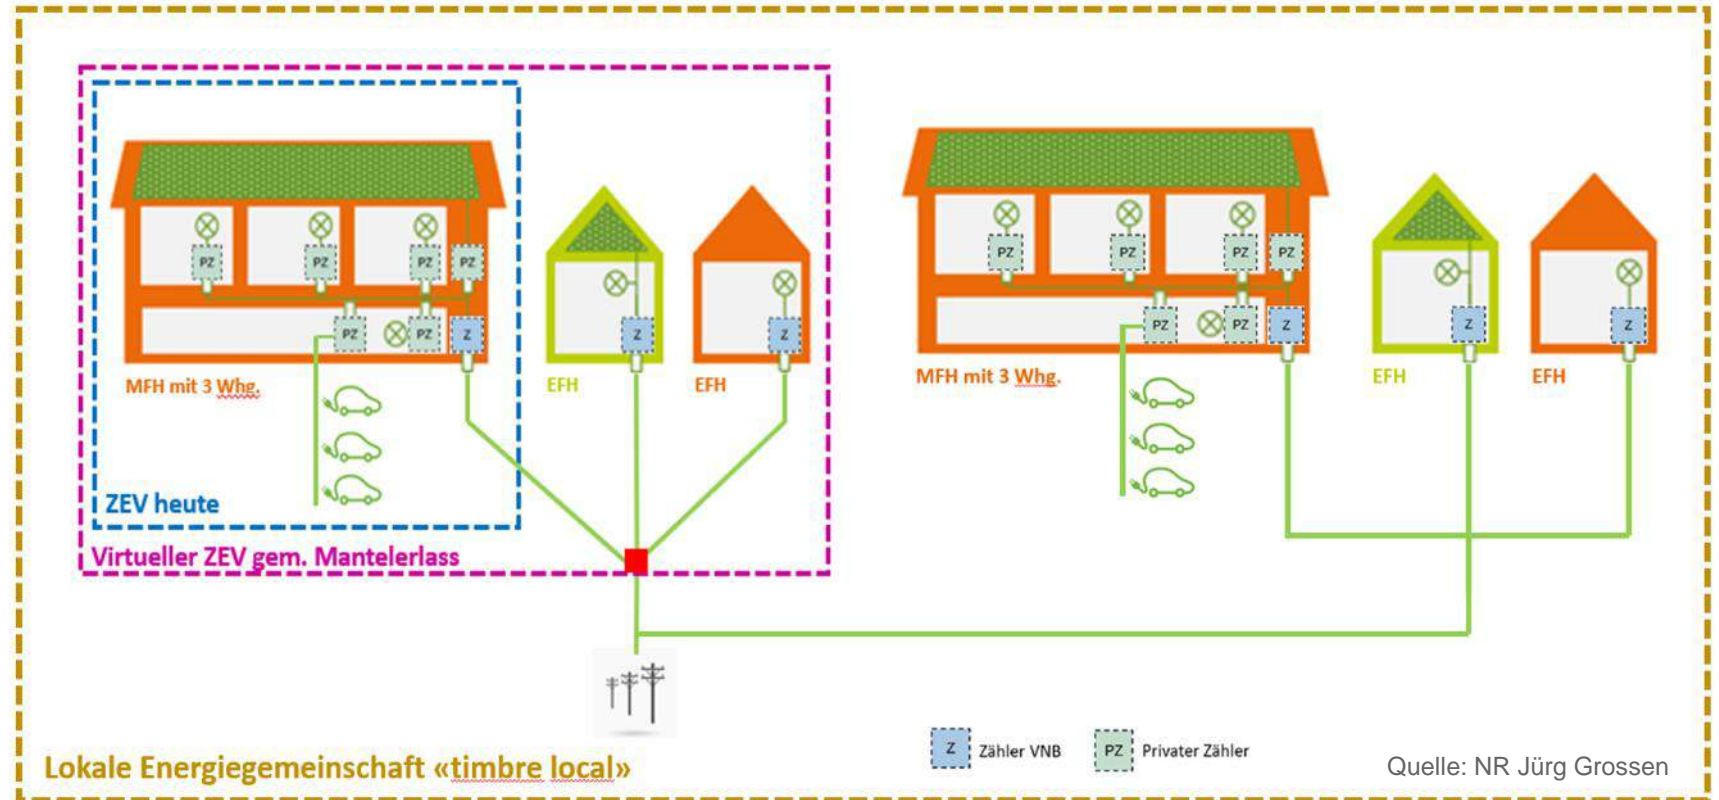 PZ PZ PZ PZ
PZ PZ Z
Z
Z
MFH mit 3 Whg.
EFH
EFH
ZEV heute
Virtueller ZEV gem. Mantelerlass
PZ PZ PZ PZ
PZ PZ Z
Z
Z
MFH mit 3 Whg.
EFH
EFH
Z Zähler VNB
PZ Privater Zähler
Lokale Energiegemeinschaft «timbre local»
Quelle: NR Jürg Grossen